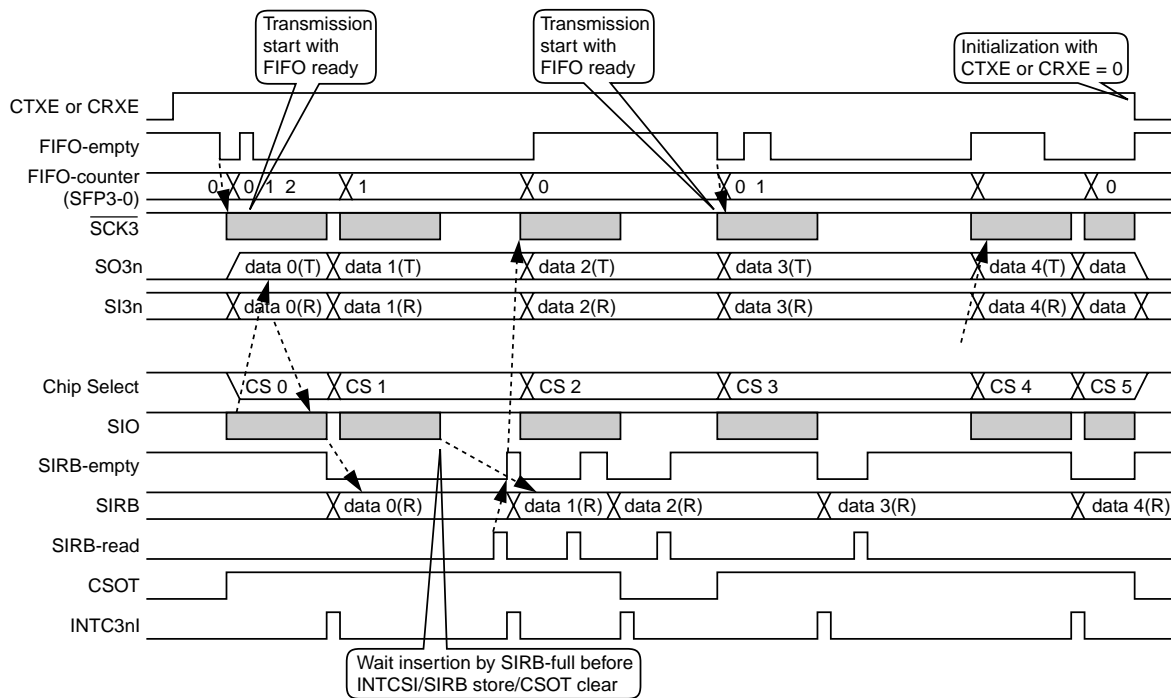 Transmission
start with
FIFO ready
Transmission
start with
FIFO ready
Initialization with
CTXE or CRXE = 0
CTXE or CRXE
FIFO-empty
FIFO-counter
(SFP3-0)
0 0 1 2 1 0 0 1 0
SCK3
SO3n data 0(T) data 1(T) data 2(T) data 3(T) data 4(T) data
SI3n data 0(R) data 1(R) data 2(R) data 3(R) data 4(R) data
Chip Select CS 0 CS 1 CS 2 CS 3 CS 4 CS 5
SIO
SIRB-empty
SIRB data 0(R) data 1(R) data 2(R) data 3(R) data 4(R)
SIRB-read
CSOT
INTC3nI
Wait insertion by SIRB-full before
INTCSI/SIRB store/CSOT clear